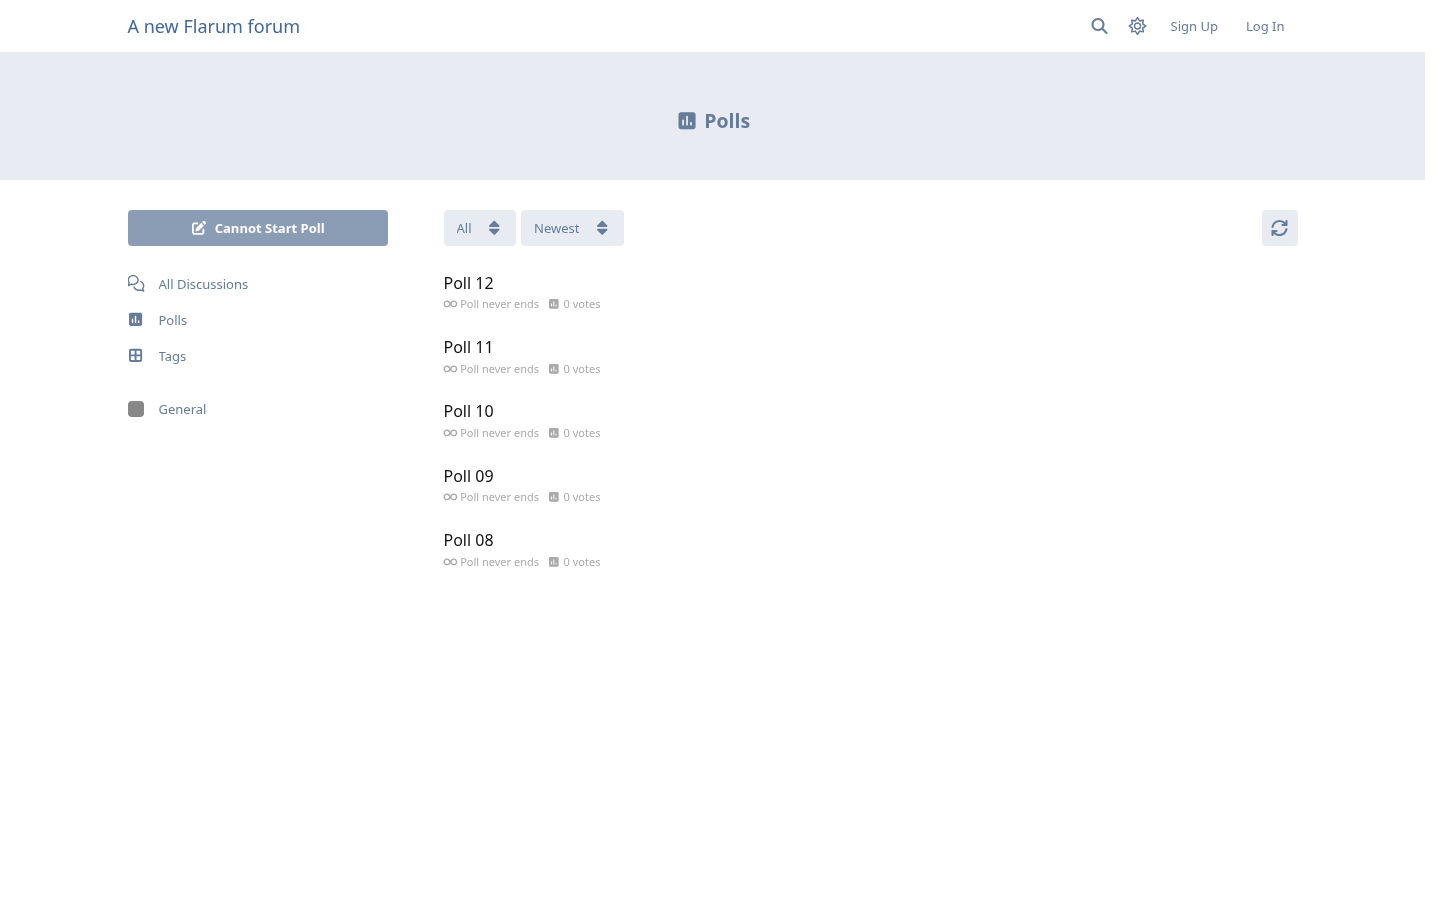 A new Flarum forum
Sign Up
Log In
Polls
Cannot Start Poll
All
Newest
All Discussions
Polls
Tags
General
Poll 12
Poll never ends 0 votes
Poll 11
Poll never ends 0 votes
Poll 10
Poll never ends 0 votes
Poll 09
Poll never ends 0 votes
Poll 08
Poll never ends 0 votes